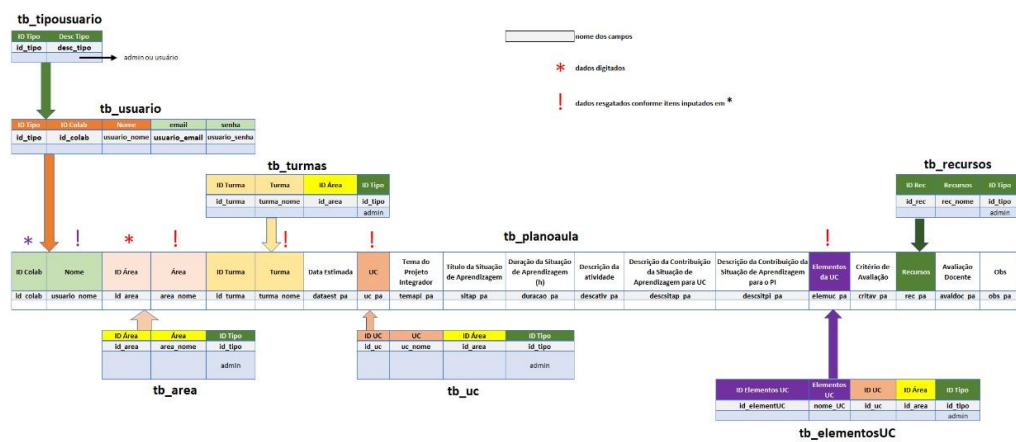 tb_tipousuario
ID Tipo Desc Tipo
id_tipo desc_tipo
admin ou usuário
nome dos campos
* dados digitados
! dados resgatados conforme itens inputados em *
tb_usuario
ID Tipo ID Colab Nome email senha
id_tipo id_colab usuario_nome usuario_email usuario_senha
tb_turmas
ID Turma Turma ID Área ID Tipo
id_turma turma_nome id_area id_tipo
admin
tb_recursos
ID Rec Recursos ID Tipo
id_rec rec_nome id_tipo
admin
* ! * ! ! ! !
tb_planoaula
ID Colab Nome ID Área Área ID Turma Turma Data Estimada UC Tema do Projeto Integrador Título da Situação de Aprendizagem Duração da Situação de Aprendizagem (h) Descrição da atividade Descrição da Contribuição da Situação de Aprendizagem para UC Descrição da Contribuição da Situação de Aprendizagem para o PI Elementos da UC Critério de Avaliação Recursos Avaliação Docente Obs
id_colab usuario_nome id_area area_nome id_turma turma_nome dataest_pa uc_pa temapi_pa sitap_pa duracao_pa descativ_pa descsitap_pa descsitpi_pa elemuc_pa critav_pa rec_pa avaldoc_pa obs_pa
ID Área Área ID Tipo
id_area area_nome id_tipo
admin
tb_area
ID UC UC ID Área ID Tipo
id_uc uc_nome id_area id_tipo
admin
tb_uc
ID Elementos UC Elementos UC ID UC ID Área ID Tipo
id_elementUC nome_UC id_uc id_area id_tipo
admin
tb_elementosUC